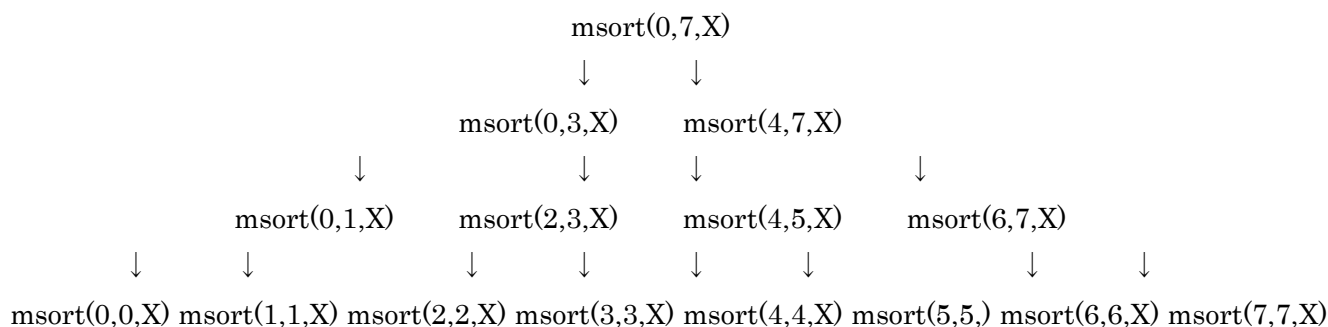 msort(0,7,X)
↓ ↓
msort(0,3,X) msort(4,7,X)
↓ ↓ ↓ ↓
msort(0,1,X) msort(2,3,X) msort(4,5,X) msort(6,7,X)
↓ ↓ ↓ ↓ ↓ ↓ ↓ ↓
msort(0,0,X) msort(1,1,X) msort(2,2,X) msort(3,3,X) msort(4,4,X) msort(5,5,) msort(6,6,X) msort(7,7,X)